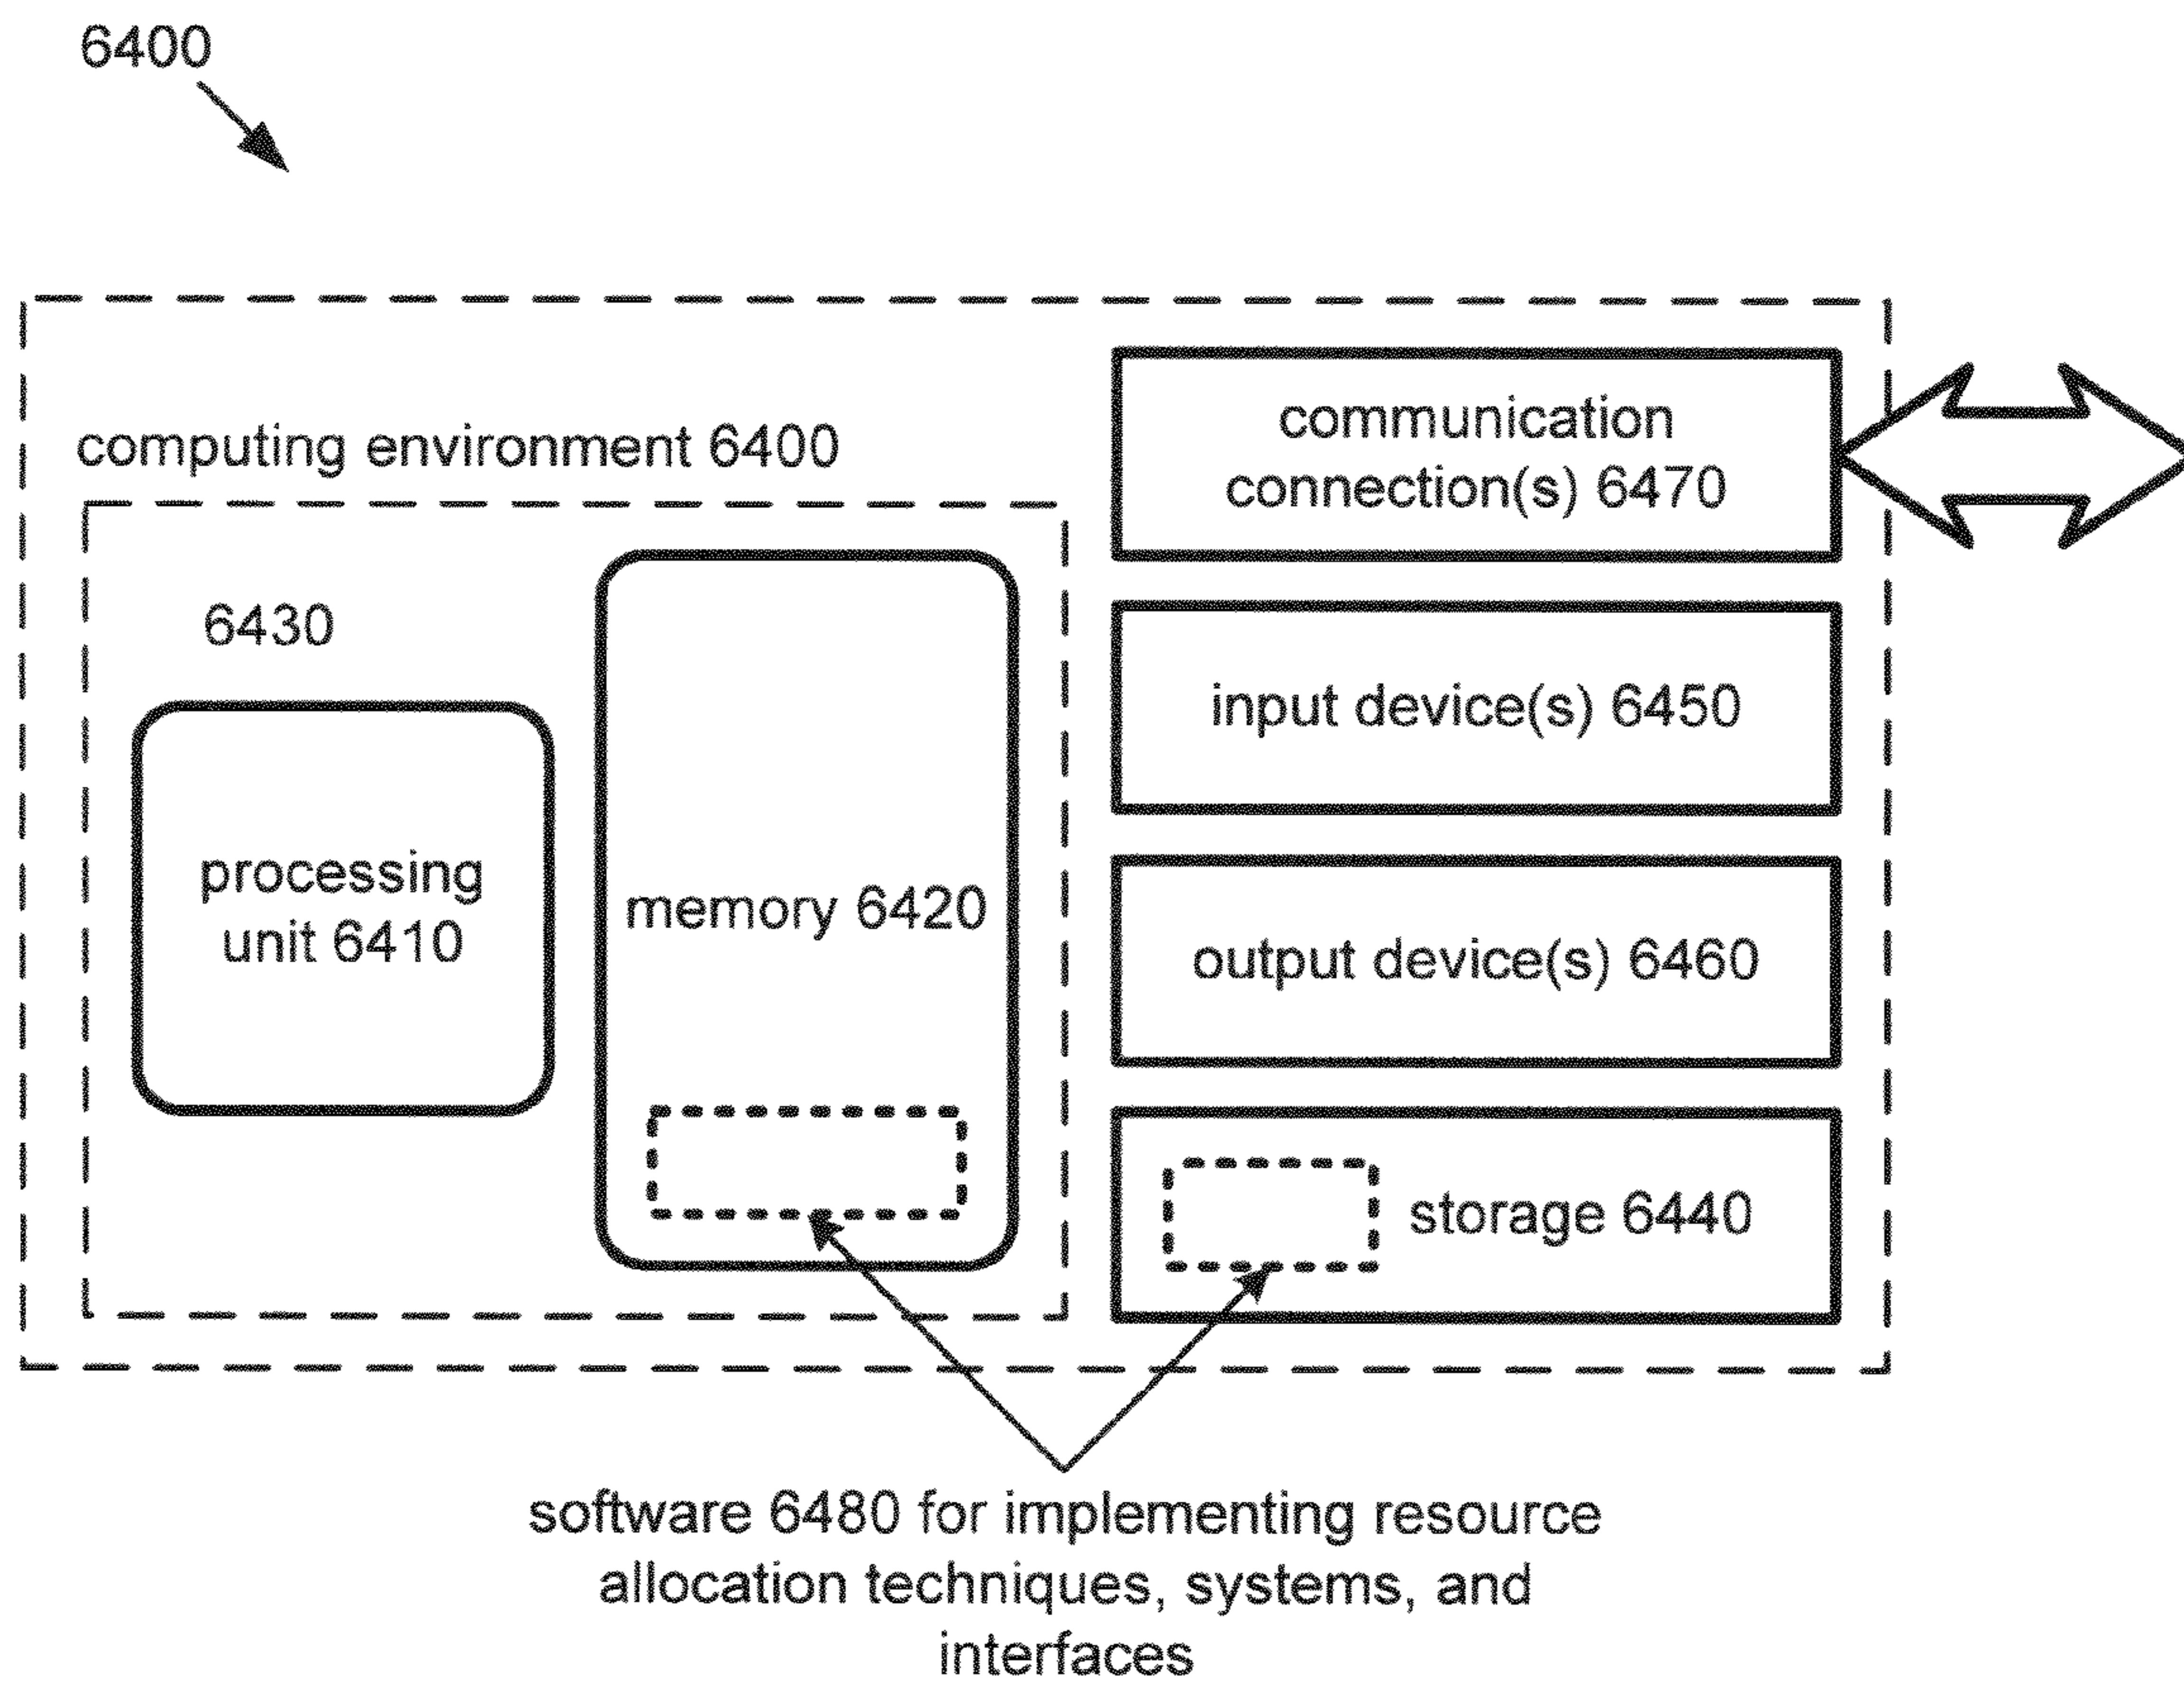 6400
computing environment 6400
6430
processing
unit 6410
memory 6420
communication
connection(s) 6470
input device(s) 6450
output device(s) 6460
storage 6440
software 6480 for implementing resource
allocation techniques, systems, and
interfaces